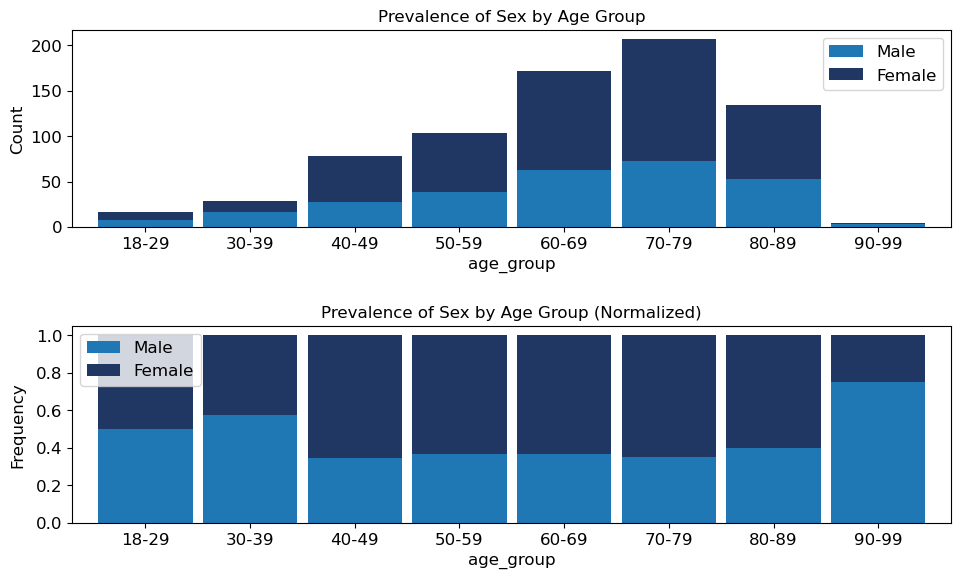 Prevalence of Sex by Age Group
Count
200
150
100
50
0
Male
Female
18-29 30-39 40-49 50-59 60-69 70-79 80-89 90-99
age_group
Prevalence of Sex by Age Group (Normalized)
Frequency
1.0
0.8
0.6
0.4
0.2
0.0
Male
Female
18-29 30-39 40-49 50-59 60-69 70-79 80-89 90-99
age_group